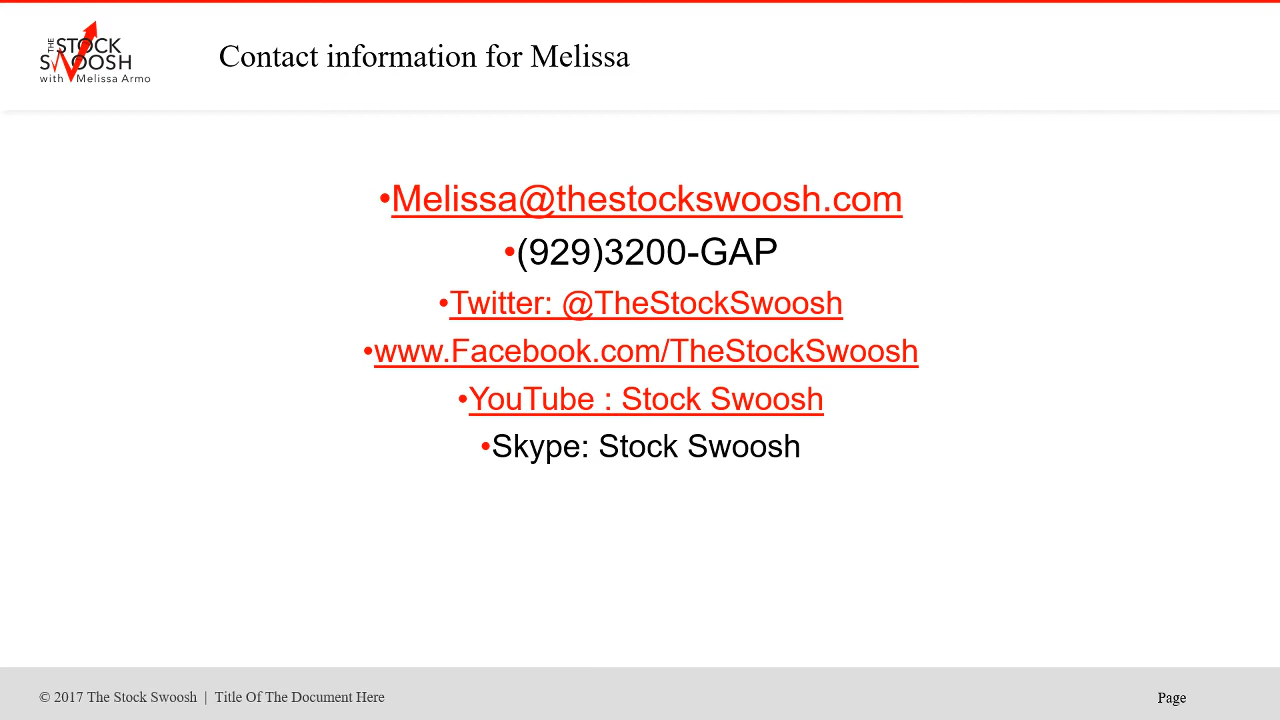 THE STOCK
SWOOSH
with Melissa Armo
Contact information for Melissa
•Melissa@thestockswoosh.com
•(929)3200-GAP
•Twitter: @TheStockSwoosh
•www.Facebook.com/TheStockSwoosh
•YouTube : Stock Swoosh
•Skype: Stock Swoosh
© 2017 The Stock Swoosh | Title Of The Document Here
Page